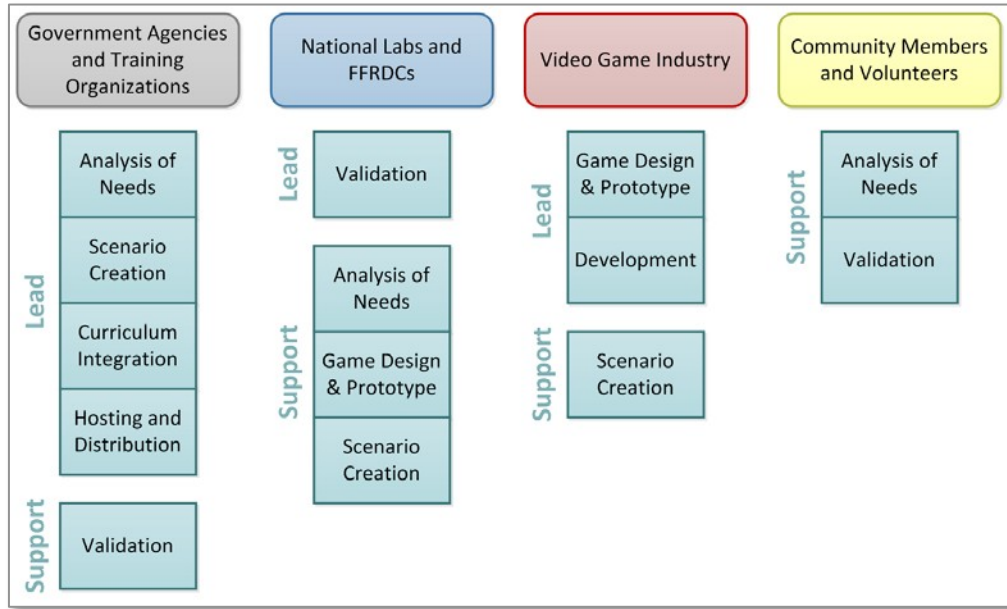 Government Agencies
and Training
Organizations
Lead
Analysis of
Needs
Scenario
Creation
Curriculum
Integration
Hosting and
Distribution
Support
Validation
National Labs and
FFRDCs
Lead
Validation
Support
Analysis of
Needs
Game Design
& Prototype
Scenario
Creation
Video Game Industry
Lead
Game Design
& Prototype
Development
Support
Scenario
Creation
Community Members
and Volunteers
Support
Analysis of
Needs
Validation